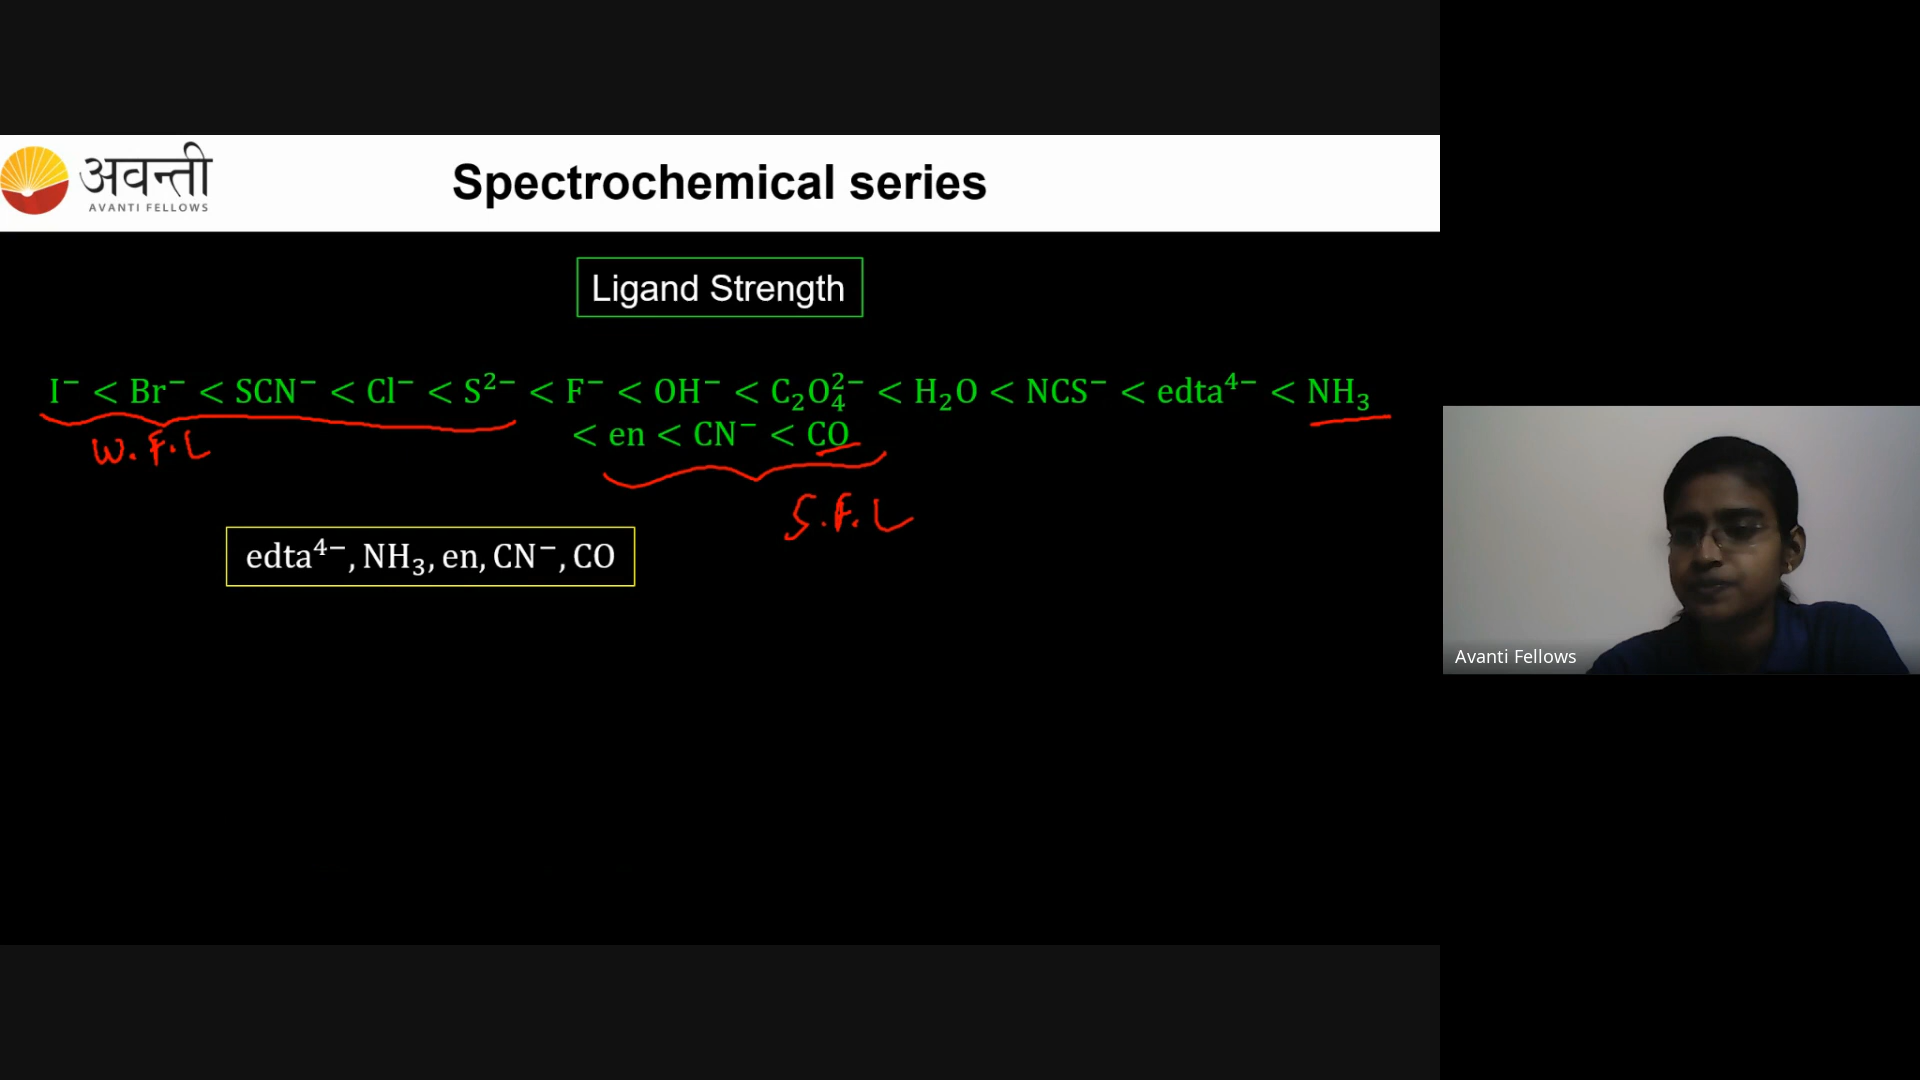 अवन्ती
AVANTI FELLOWS
Spectrochemical series
Ligand Strength
I⁻ < Br⁻ < SCN⁻ < Cl⁻ < S²⁻ < F⁻ < OH⁻ < C₂O₄²⁻ < H₂O < NCS⁻ < edta⁴⁻ < NH₃
< en < CN⁻ < CO
W.F.L
S.F.L
edta⁴⁻, NH₃, en, CN⁻, CO
Avanti Fellows